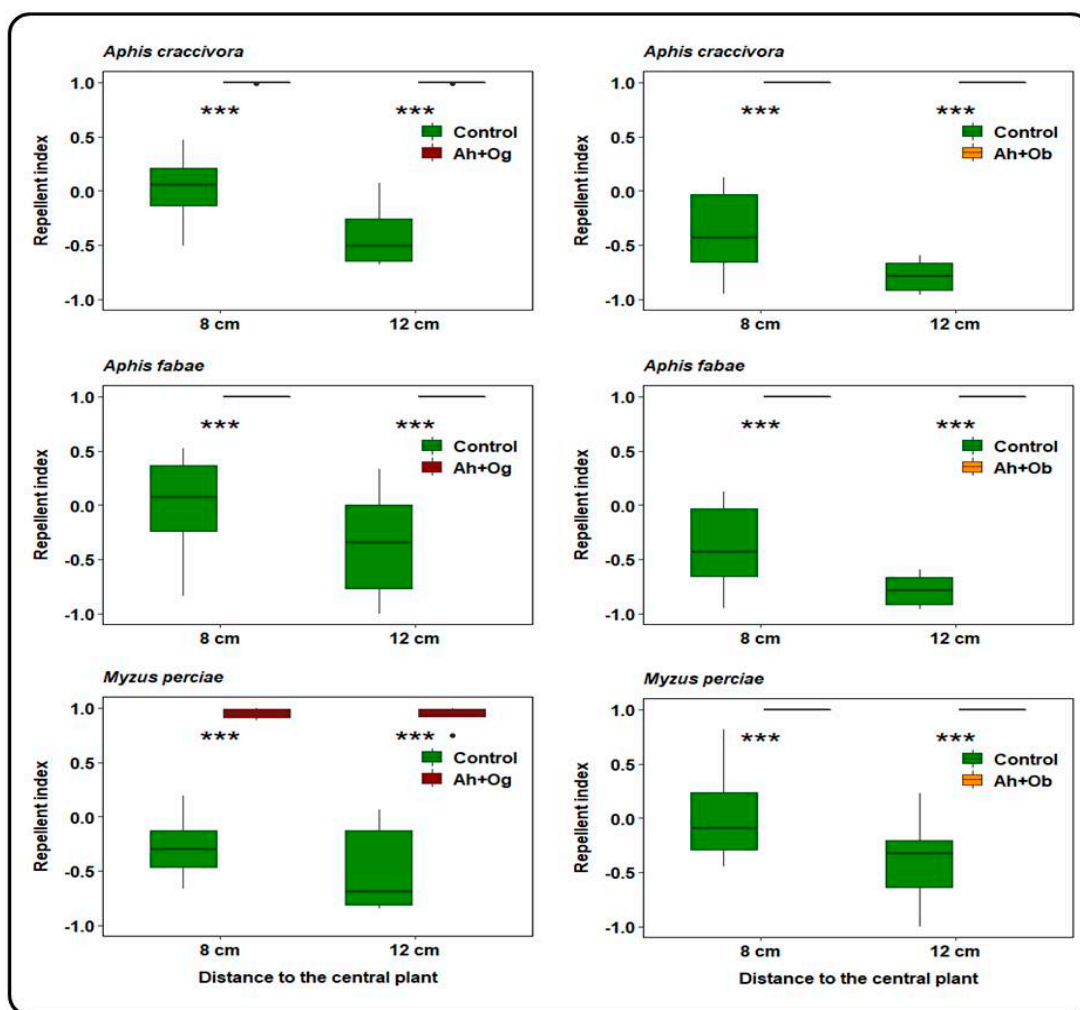 Aphis craccivora
1.0
0.5
0.0
-0.5
-1.0
Repellent index
***
***
Control
Ah+Og
8 cm
12 cm
Aphis craccivora
1.0
0.5
0.0
-0.5
-1.0
Repellent index
***
***
Control
Ah+Ob
8 cm
12 cm
Aphis fabae
1.0
0.5
0.0
-0.5
-1.0
Repellent index
***
***
Control
Ah+Og
8 cm
12 cm
Aphis fabae
1.0
0.5
0.0
-0.5
-1.0
Repellent index
***
***
Control
Ah+Ob
8 cm
12 cm
Myzus perciae
1.0
0.5
0.0
-0.5
-1.0
Repellent index
***
***
Control
Ah+Og
8 cm
12 cm
Distance to the central plant
Myzus perciae
1.0
0.5
0.0
-0.5
-1.0
Repellent index
***
***
Control
Ah+Ob
8 cm
12 cm
Distance to the central plant